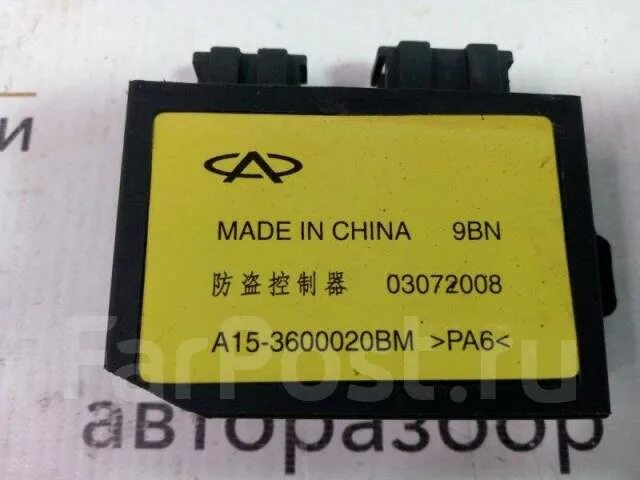 и
MADE IN CHINA 9BN
防盗控制器 03072008
A15-3600020BM >PA6<
FarPost.ru
авторазбор